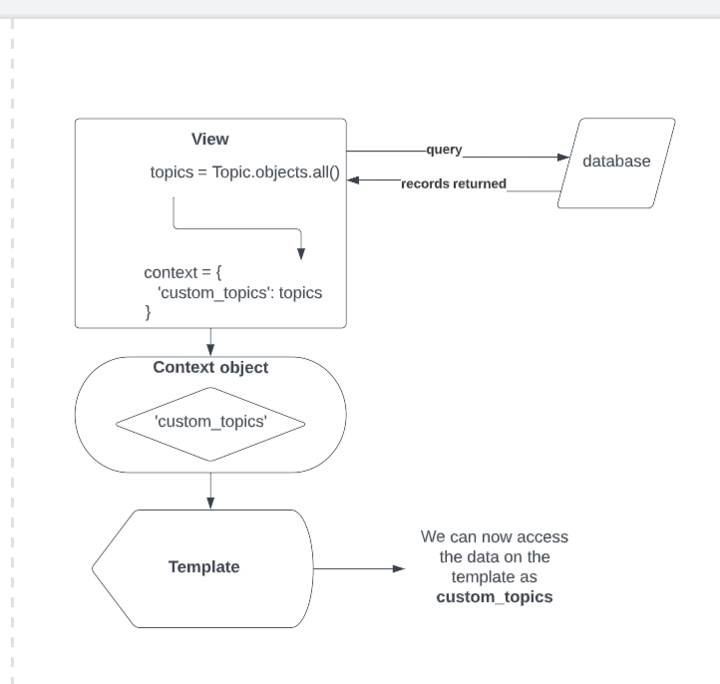 View
topics = Topic.objects.all()
query
database
records returned
context = {
'custom_topics': topics
}
Context object
'custom_topics'
Template
We can now access
the data on the
template as
custom_topics